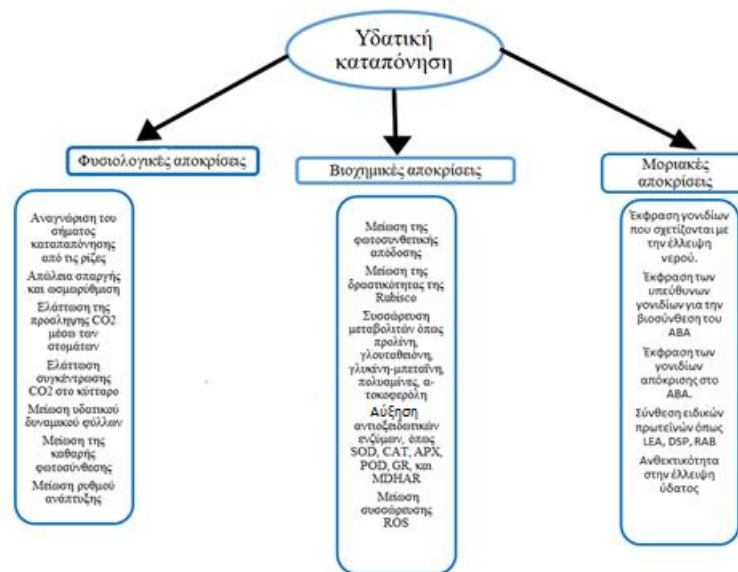 Υδατική
καταπόνηση
Φυσιολογικές αποκρίσεις
Βιοχημικές αποκρίσεις
Μοριακές
αποκρίσεις
Αναγνώριση του
σήματος
καταπαπόνησης
από τις ρίζες
Απώλεια σπαργής
και ωσμωρύθμιση
Ελάττωση της
προσληψης CO2
μέσω των
στομάτων
Ελάττωση
συγκέντρωσης
CO2 στο κύτταρο
Μείωση υδατικού
δυναμικού φύλλων
Μείωση της
καθαρής
φωτοσύνθεσης
Μείωση ρυθμού
ανάπτυξης
Μείωση της
φωτοσυνθετικής
απόδοσης
Μείωση της
δραστικότητας της
Rubisco
Συσσώρευση
μεταβολιτών όπως
προλίνη,
γλουταθειόνη,
γλυκίνη-μπεταΐνη,
πολυαμίνες, α-
τοκοφερόλη
Αύξηση
αντιοξειδωτικών
ενζύμων, όπως
SOD, CAT, APX,
POD, GR, και
MDHAR
Μείωση
συσσώρευσης
ROS
Έκφραση γονιδίων
που σχετίζονται με
την έλλειψη
νερού.
Έκφραση των
υπεύθυνων
γονιδίων για την
βιοσύνθεση του
ABA
Έκφραση των
γονιδίων
απόκρισης στο
ABA.
Σύνθεση ειδικών
πρωτεϊνών όπως
LEA, DSP, RAB
Ανθεκτικότητα
στην έλλειψη
ύδατος